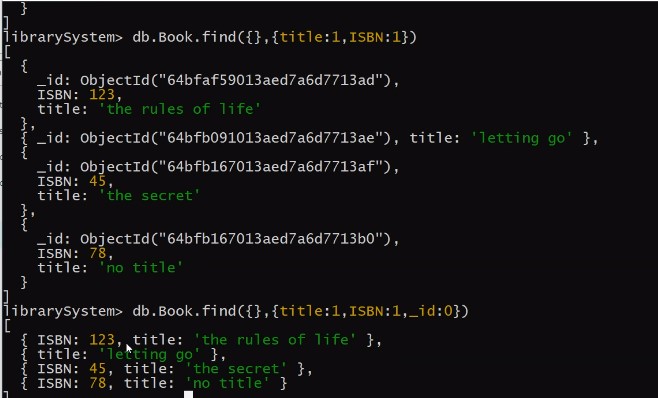 }
]
librarySystem> db.Book.find({},{title:1,ISBN:1})
[
{
_id: ObjectId("64bfaf59013aed7a6d7713ad"),
ISBN: 123,
title: 'the rules of life'
},
{ _id: ObjectId("64bfb091013aed7a6d7713ae"), title: 'letting go' },
{
_id: ObjectId("64bfb167013aed7a6d7713af"),
ISBN: 45,
title: 'the secret'
},
{
_id: ObjectId("64bfb167013aed7a6d7713b0"),
ISBN: 78,
title: 'no title'
}
]
librarySystem> db.Book.find({},{title:1,ISBN:1,_id:0})
[
{ ISBN: 123, title: 'the rules of life' },
{ title: 'letting go' },
{ ISBN: 45, title: 'the secret' },
{ ISBN: 78, title: 'no title' }
]